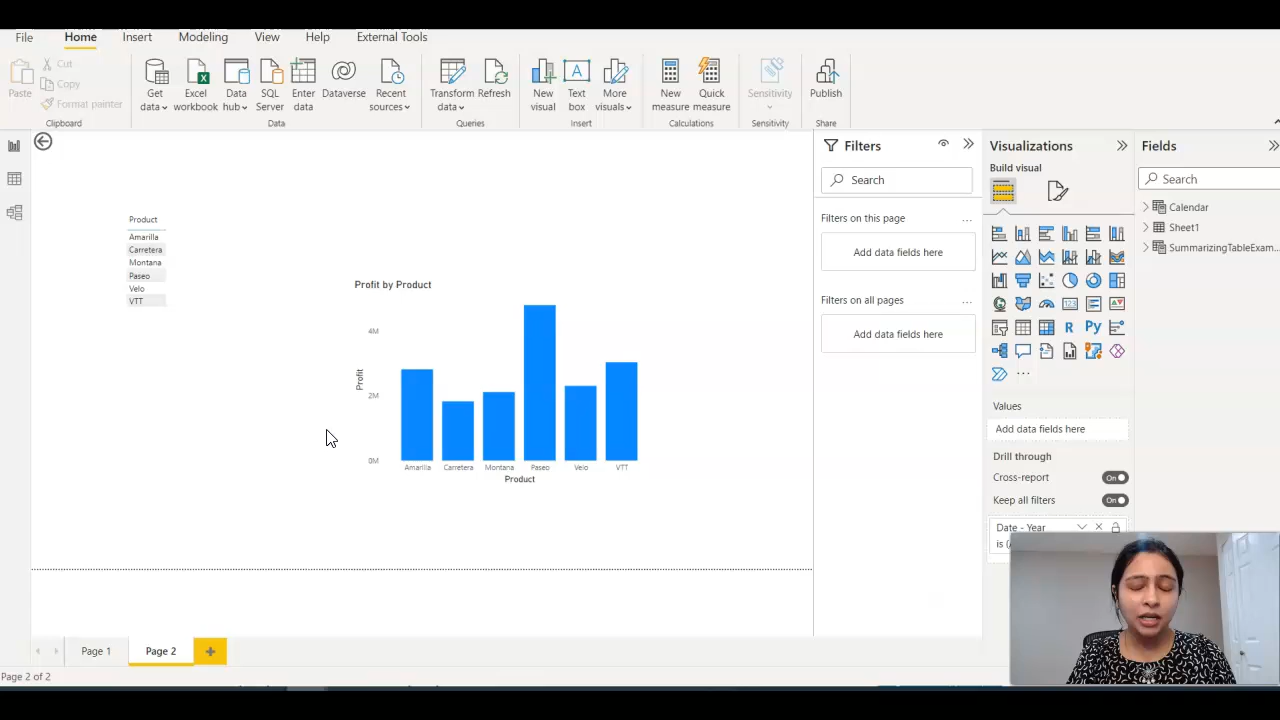 File Home Insert Modeling View Help External Tools
Paste
Cut
Copy
Format painter
Clipboard
Get data
Excel workbook
Data hub
SQL Server
Enter data
Dataverse
Recent sources
Data
Transform data
Refresh
Queries
New visual
Text box
More visuals
Insert
New measure
Quick measure
Calculations
Sensitivity
Sensitivity
Publish
Share
Product
Amarilla
Carretera
Montana
Paseo
Velo
VTT
Profit by Product
4M
2M
0M
Profit
Amarilla Carretera Montana Paseo Velo VTT
Product
Filters
Search
Filters on this page ...
Add data fields here
Filters on all pages ...
Add data fields here
Visualizations
Build visual
R Py
123
...
Values
Add data fields here
Drill through
Cross-report On
Keep all filters On
Date - Year
is
Fields
Search
Calendar
Sheet1
SummarizingTableExam...
Page 1 Page 2 +
Page 2 of 2